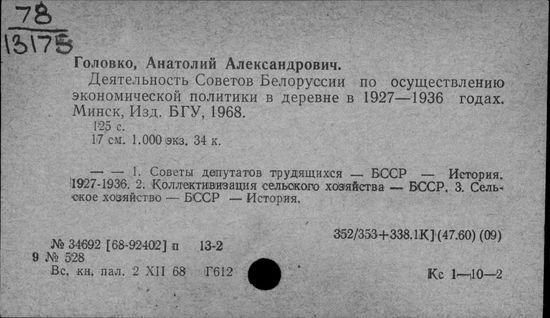 78
13175
Головко, Анатолий Александрович.
Деятельность Советов Белоруссии по осуществлению
экономической политики в деревне в 1927—1936 годах.
Минск, Изд. БГУ, 1968.
125 с.
17 см. 1.000 экз. 34 к.
— — 1. Советы депутатов трудящихся — БССР — История.
1927-1936. 2. Коллективизация сельского хозяйства — БССР. 3. Сель-
ское хозяйство — БССР — История.
352/353+338.1К](47.60) (09)
№ 34692 [68-92402] п 13-2
9 № 528
Вс. кн. пал. 2 XII 68 Г612
Кс 1—10—2